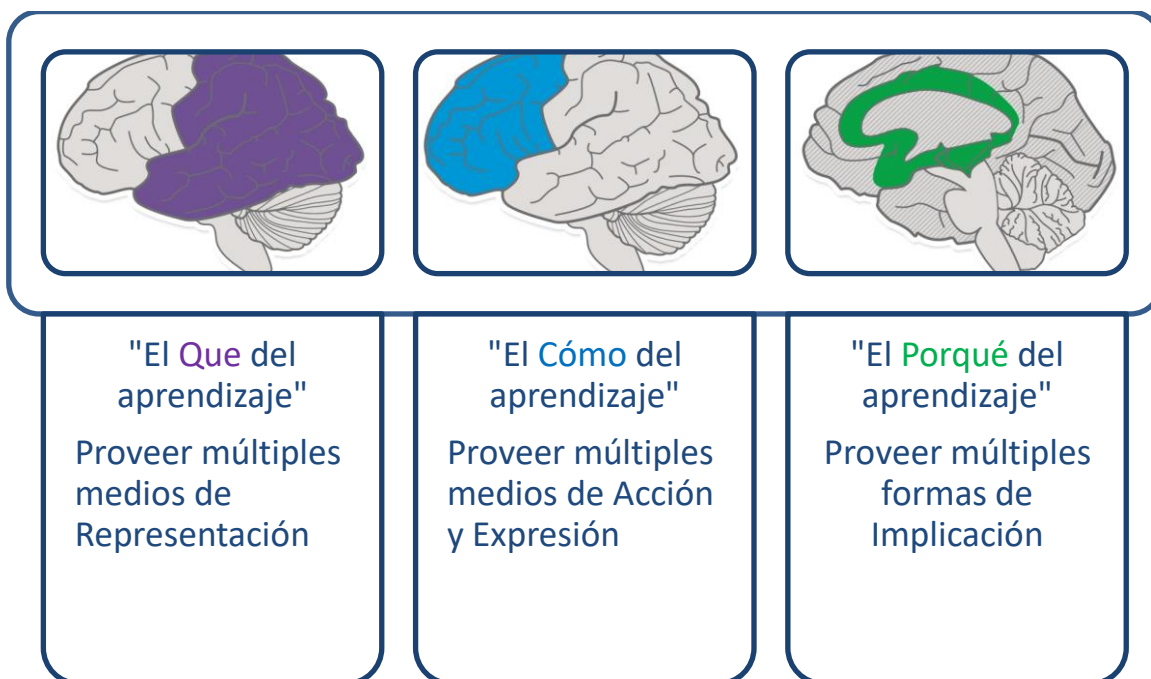 "El Que del
aprendizaje"
Proveer múltiples
medios de
Representación
"El Cómo del
aprendizaje"
Proveer múltiples
medios de Acción
y Expresión
"El Porqué del
aprendizaje"
Proveer múltiples
formas de
Implicación